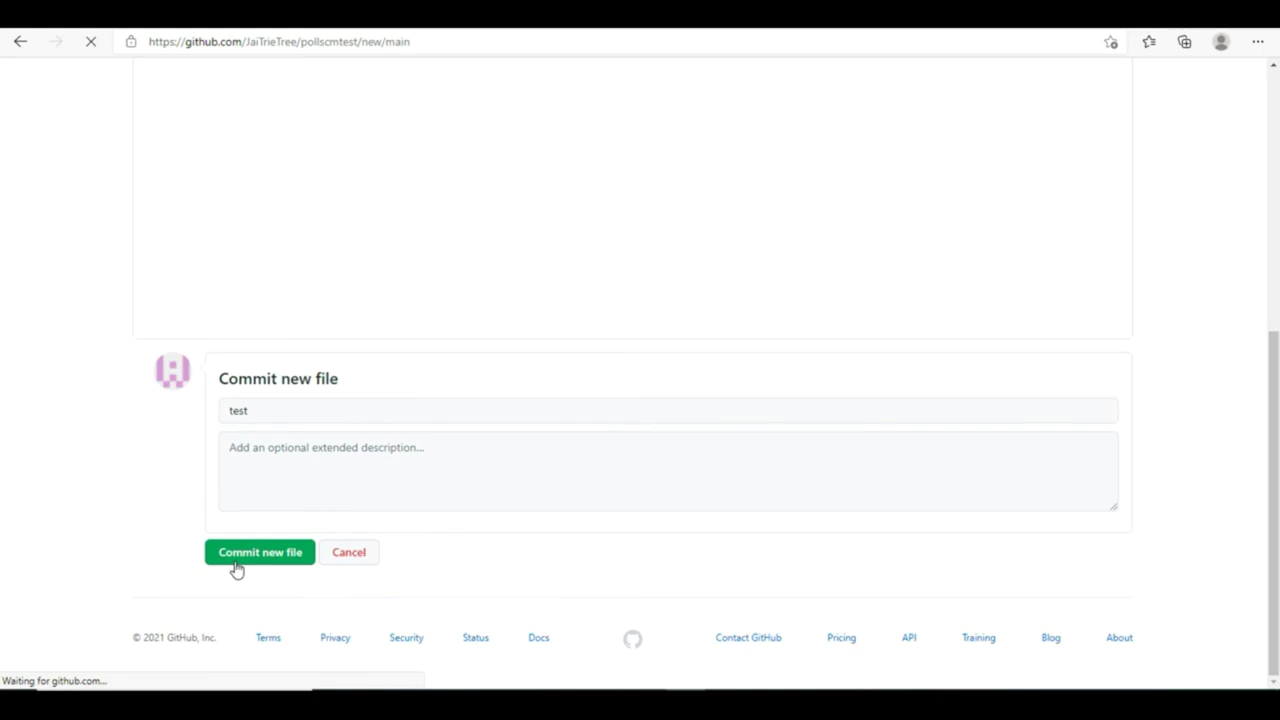 https://github.com/JaiTrieTree/pollscmtest/new/main
Commit new file
test
Add an optional extended description...
Commit new file
Cancel
© 2021 GitHub, Inc.
Terms
Privacy
Security
Status
Docs
Contact GitHub
Pricing
API
Training
Blog
About
Waiting for github.com...